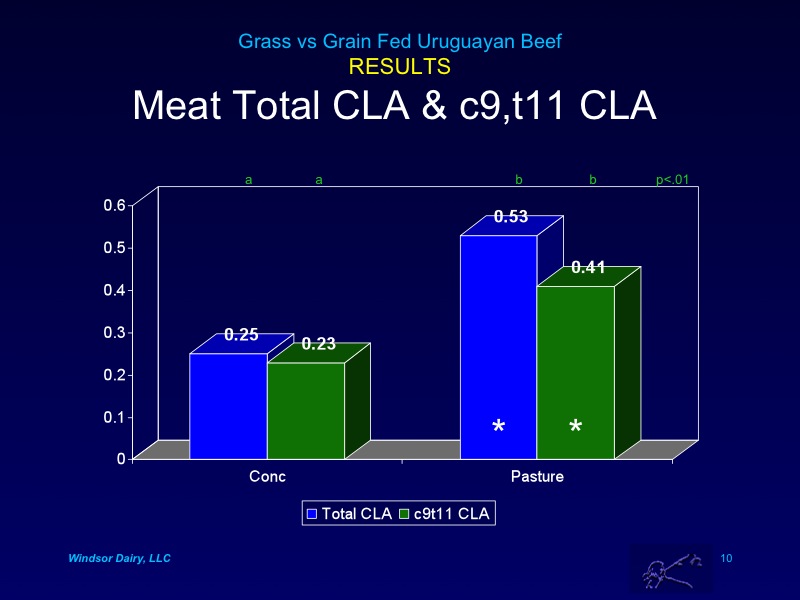 Grass vs Grain Fed Uruguayan Beef
RESULTS
Meat Total CLA & c9,t11 CLA
a a b b p<.01
0.6
0.5
0.4
0.3
0.2
0.1
0
0.25
0.23
0.53
0.41
* *
Conc Pasture
Total CLA c9t11 CLA
Windsor Dairy, LLC 10